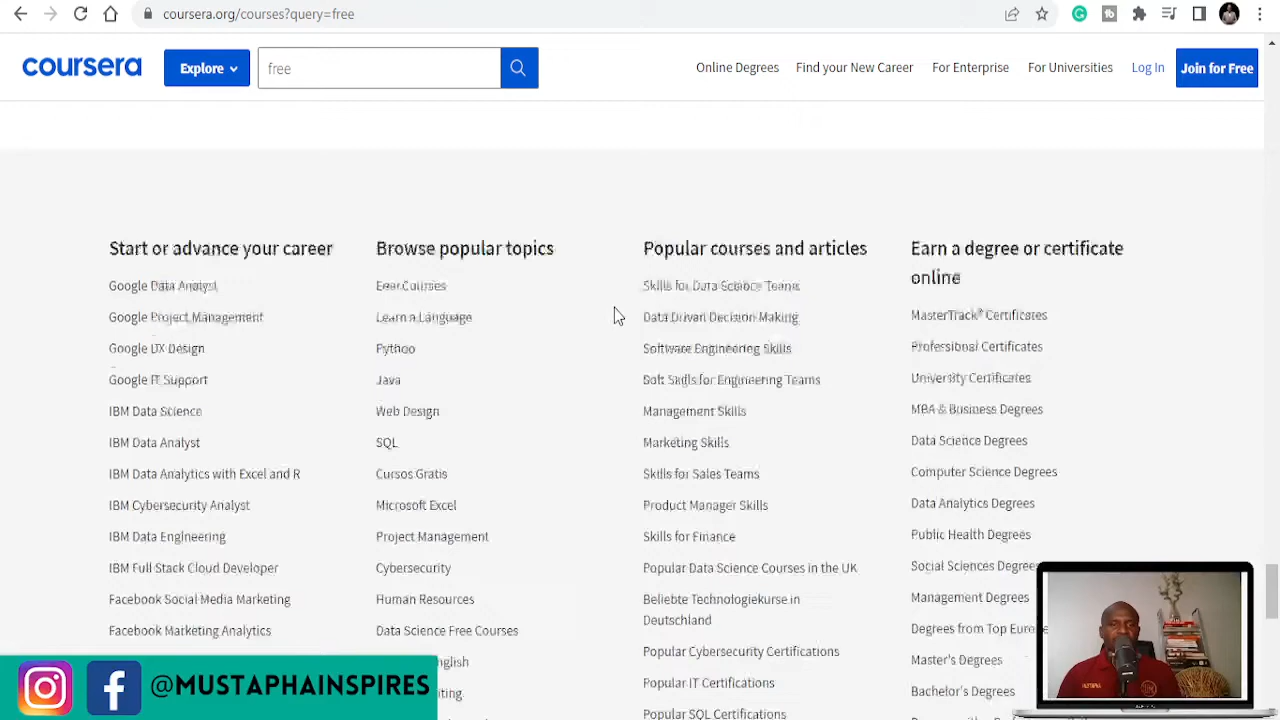 coursera.org/courses?query=free
coursera
Explore
free
Online Degrees
Find your New Career
For Enterprise
For Universities
Log In
Join for Free
Start or advance your career
Google Data Analyst
Google Project Management
Google UX Design
Google IT Support
IBM Data Science
IBM Data Analyst
IBM Data Analytics with Excel and R
IBM Cybersecurity Analyst
IBM Data Engineering
IBM Full Stack Cloud Developer
Facebook Social Media Marketing
Facebook Marketing Analytics
Browse popular topics
Free Courses
Learn a Language
Python
Java
Web Design
SQL
Cursos Gratis
Microsoft Excel
Project Management
Cybersecurity
Human Resources
Data Science Free Courses
Popular courses and articles
Skills for Data Science Teams
Data Driven Decision Making
Software Engineering Skills
Soft Skills for Engineering Teams
Management Skills
Marketing Skills
Skills for Sales Teams
Product Manager Skills
Skills for Finance
Popular Data Science Courses in the UK
Beliebte Technologiekurse in
Deutschland
Popular Cybersecurity Certifications
Popular IT Certifications
Popular SQL Certifications
Earn a degree or certificate
online
MasterTrack® Certificates
Professional Certificates
University Certificates
MBA & Business Degrees
Data Science Degrees
Computer Science Degrees
Data Analytics Degrees
Public Health Degrees
Social Sciences
Management Degrees
Degrees from Top
Master's Degrees
Bachelor's Degrees
@MUSTAPHAINSPIRES